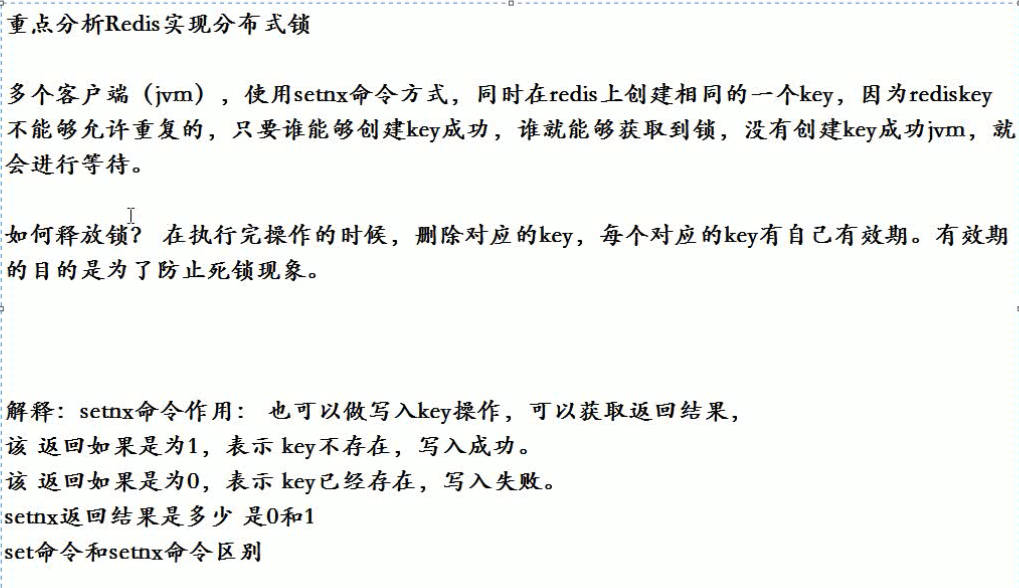 重点分析Redis实现分布式锁
多个客户端（jvm），使用setnx命令方式，同时在redis上创建相同的一个key，因为rediskey
不能够允许重复的，只要谁能够创建key成功，谁就能够获取到锁，没有创建key成功jvm，就
会进行等待。
如何释放锁？ 在执行完操作的时候，删除对应的key，每个对应的key有自己有效期。有效期
的目的是为了防止死锁现象。
解释：setnx命令作用： 也可以做写入key操作，可以获取返回结果，
该 返回如果是为1，表示 key不存在，写入成功。
该 返回如果是为0，表示 key已经存在，写入失败。
setnx返回结果是多少 是0和1
set命令和setnx命令区别